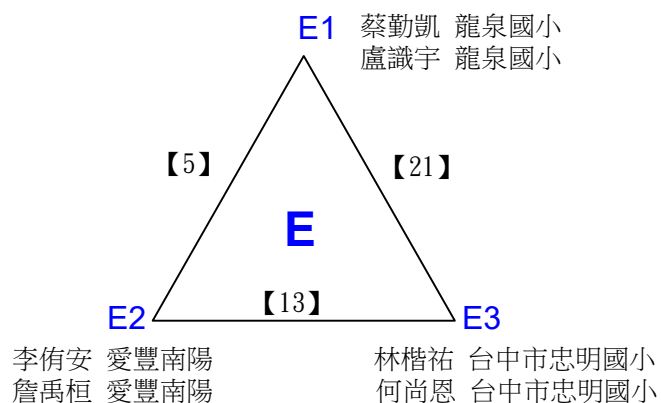 E1 蔡勤凱 龍泉國小
盧識宇 龍泉國小
【5】 【21】
E
【13】
E2 E3
李侑安 愛豐南陽 林楷祐 台中市忠明國小
詹禹桓 愛豐南陽 何尚恩 台中市忠明國小